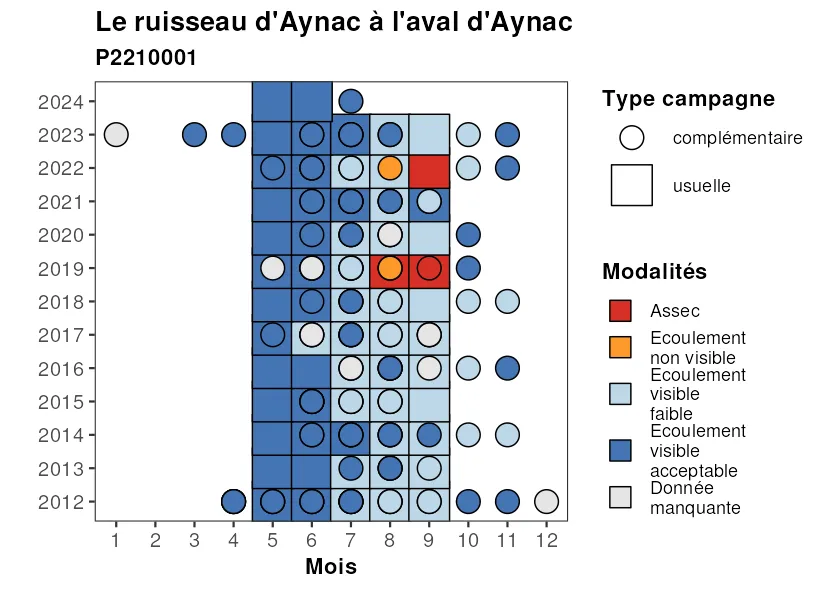 Le ruisseau d'Aynac à l'aval d'Aynac
P2210001
2024
2023
2022
2021
2020
2019
2018
2017
2016
2015
2014
2013
2012
1 2 3 4 5 6 7 8 9 10 11 12
Mois
Type campagne
complémentaire
usuelle
Modalités
Assec
Ecoulement
non visible
Ecoulement
visible
faible
Ecoulement
visible
acceptable
Donnée
manquante